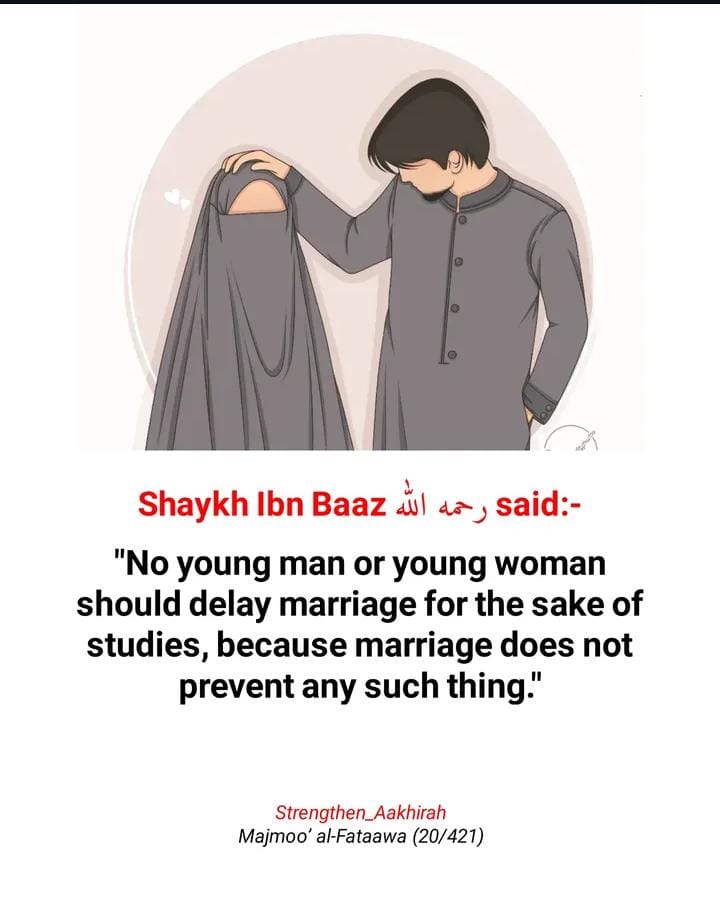 Shaykh Ibn Baaz رحمه الله said:-
"No young man or young woman
should delay marriage for the sake of
studies, because marriage does not
prevent any such thing."
Strengthen_Aakhirah
Majmoo' al-Fataawa (20/421)